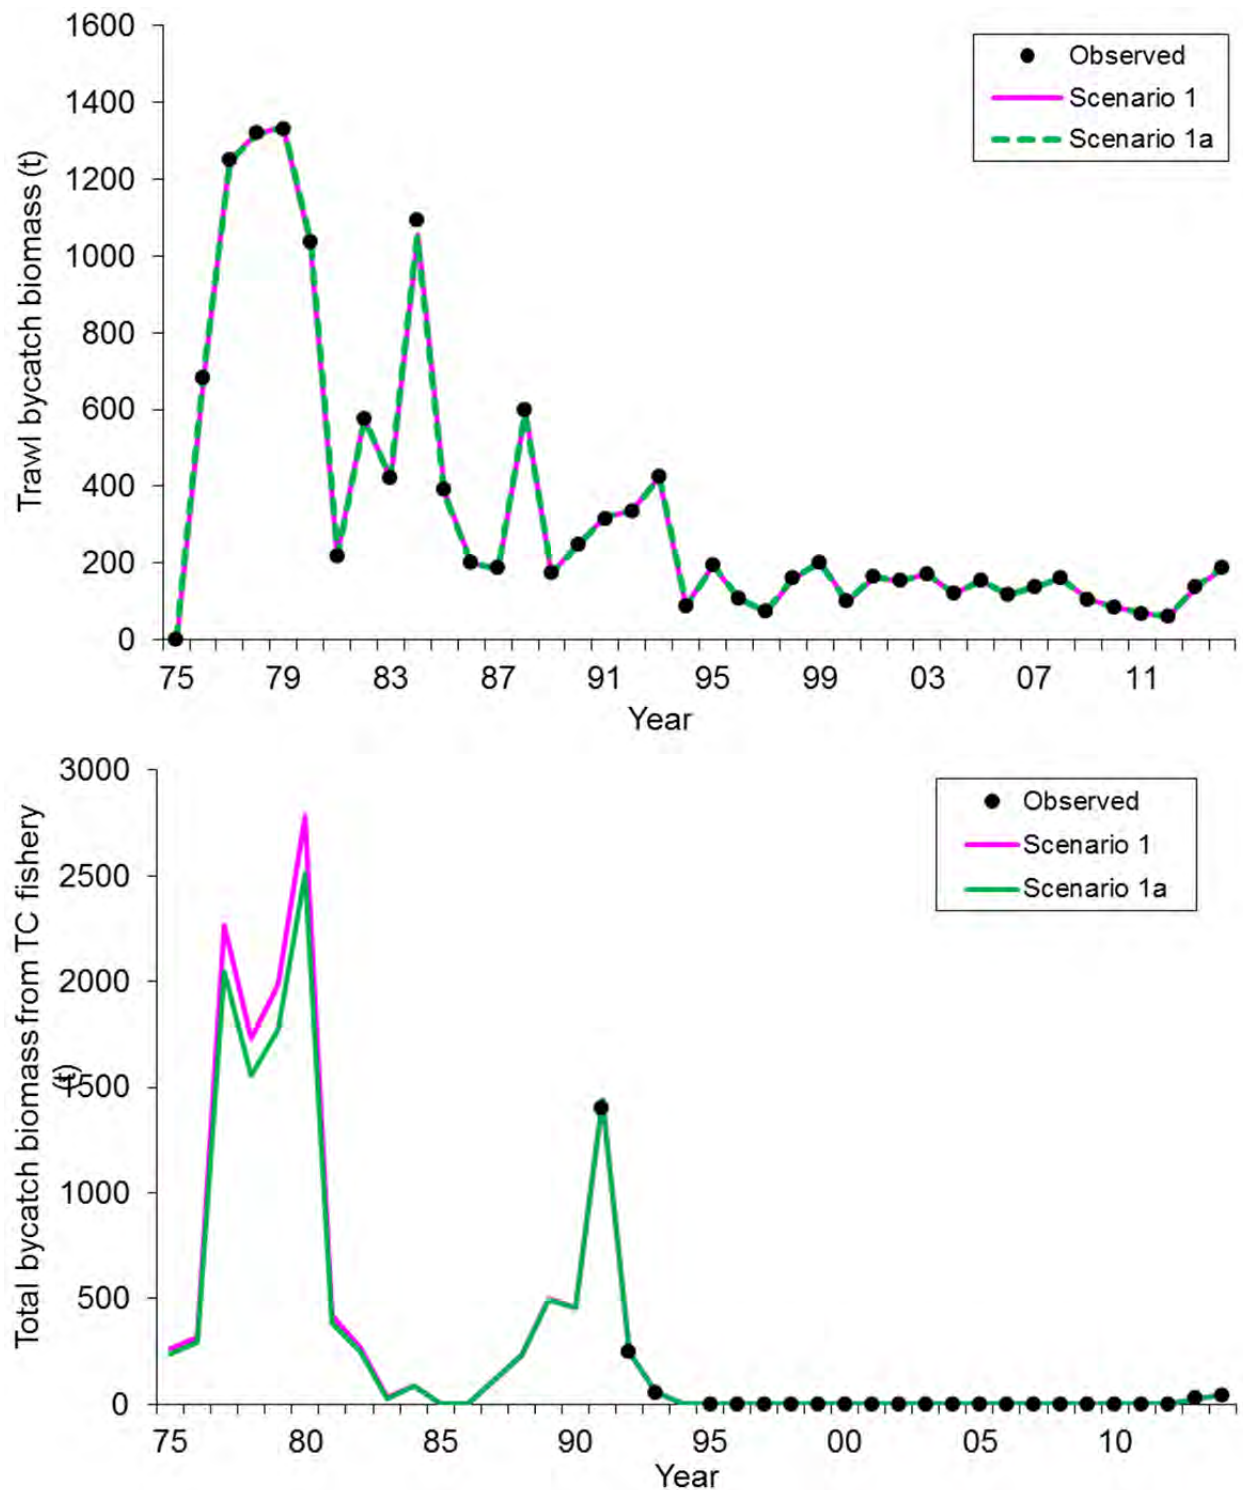 1600
1400
1200
1000
800
600
400
200
0
Trawl bycatch biomass (t)
Observed
Scenario 1
Scenario 1a
75 79 83 87 91 95 99 03 07 11
Year
3000
2500
2000
1500
1000
500
0
Total bycatch biomass from TC fishery
(t)
Observed
Scenario 1
Scenario 1a
75 80 85 90 95 00 05 10
Year